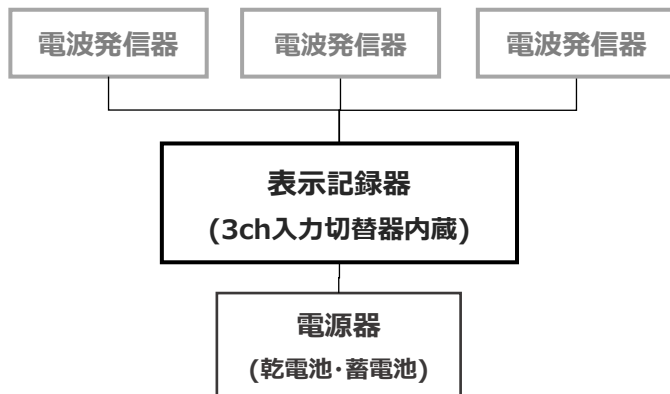 電波発信器
電波発信器
電波発信器
表示記録器
(3ch入力切替器内蔵)
電源器
(乾電池・蓄電池)